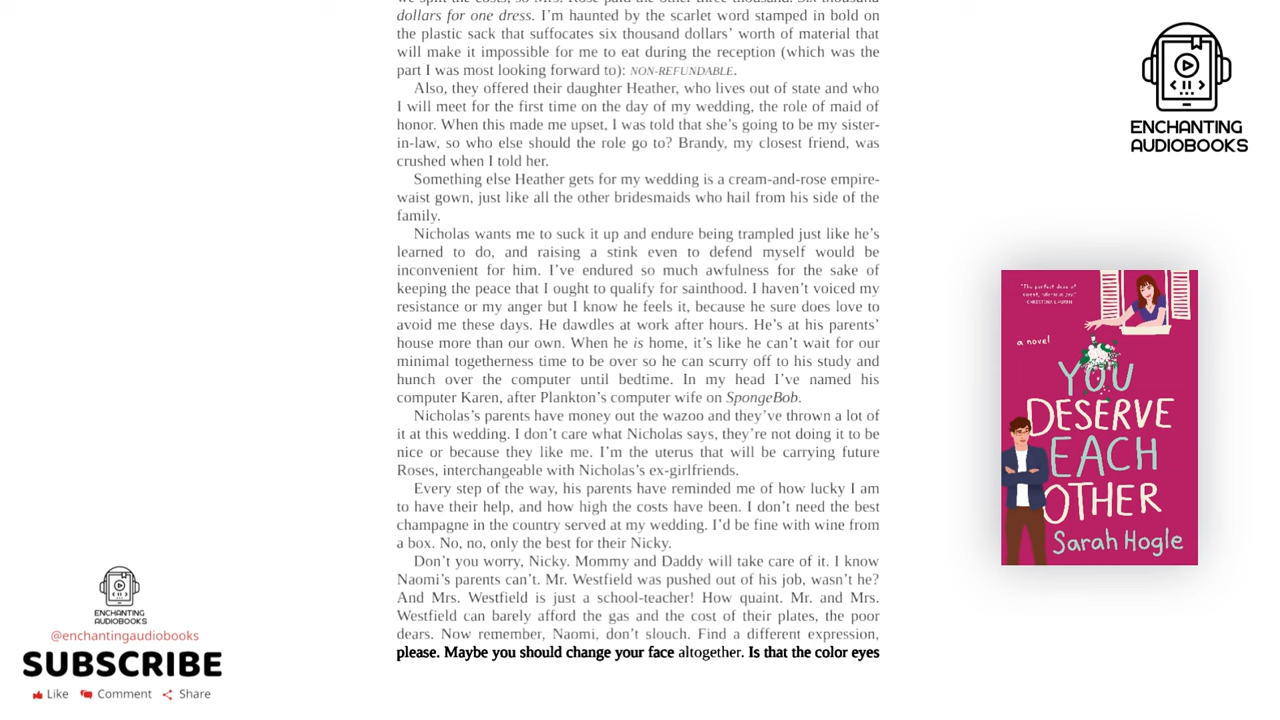 we split the costs, so Mrs. Rose paid the other three thousand. Six thousand
dollars for one dress. I'm haunted by the scarlet word stamped in bold on
the plastic sack that suffocates six thousand dollars' worth of material that
will make it impossible for me to eat during the reception (which was the
part I was most looking forward to): NON-REFUNDABLE.
Also, they offered their daughter Heather, who lives out of state and who
I will meet for the first time on the day of my wedding, the role of maid of
honor. When this made me upset, I was told that she's going to be my sister-
in-law, so who else should the role go to? Brandy, my closest friend, was
crushed when I told her.
Something else Heather gets for my wedding is a cream-and-rose empire-
waist gown, just like all the other bridesmaids who hail from his side of the
family.
Nicholas wants me to suck it up and endure being trampled just like he's
learned to do, and raising a stink even to defend myself would be
inconvenient for him. I've endured so much awfulness for the sake of
keeping the peace that I ought to qualify for sainthood. I haven't voiced my
resistance or my anger but I know he feels it, because he sure does love to
avoid me these days. He dawdles at work after hours. He's at his parents'
house more than our own. When he is home, it's like he can't wait for our
minimal togetherness time to be over so he can scurry off to his study and
hunch over the computer until bedtime. In my head I've named his
computer Karen, after Plankton's computer wife on SpongeBob.
Nicholas's parents have money out the wazoo and they've thrown a lot of
it at this wedding. I don't care what Nicholas says, they're not doing it to be
nice or because they like me. I'm the uterus that will be carrying future
Roses, interchangeable with Nicholas's ex-girlfriends.
Every step of the way, his parents have reminded me of how lucky I am
to have their help, and how high the costs have been. I don't need the best
champagne in the country served at my wedding. I'd be fine with wine from
a box. No, no, only the best for their Nicky.
Don't you worry, Nicky. Mommy and Daddy will take care of it. I know
Naomi's parents can't. Mr. Westfield was pushed out of his job, wasn't he?
And Mrs. Westfield is just a school-teacher! How quaint. Mr. and Mrs.
Westfield can barely afford the gas and the cost of their plates, the poor
dears. Now remember, Naomi, don't slouch. Find a different expression,
please. Maybe you should change your face altogether. Is that the color eyes
ENCHANTING
AUDIOBOOKS
a novel
YOU
DESERVE
EACH
OTHER
Sarah Hogle
ENCHANTING
AUDIOBOOKS
@enchantingaudiobooks
SUBSCRIBE
Like Comment Share